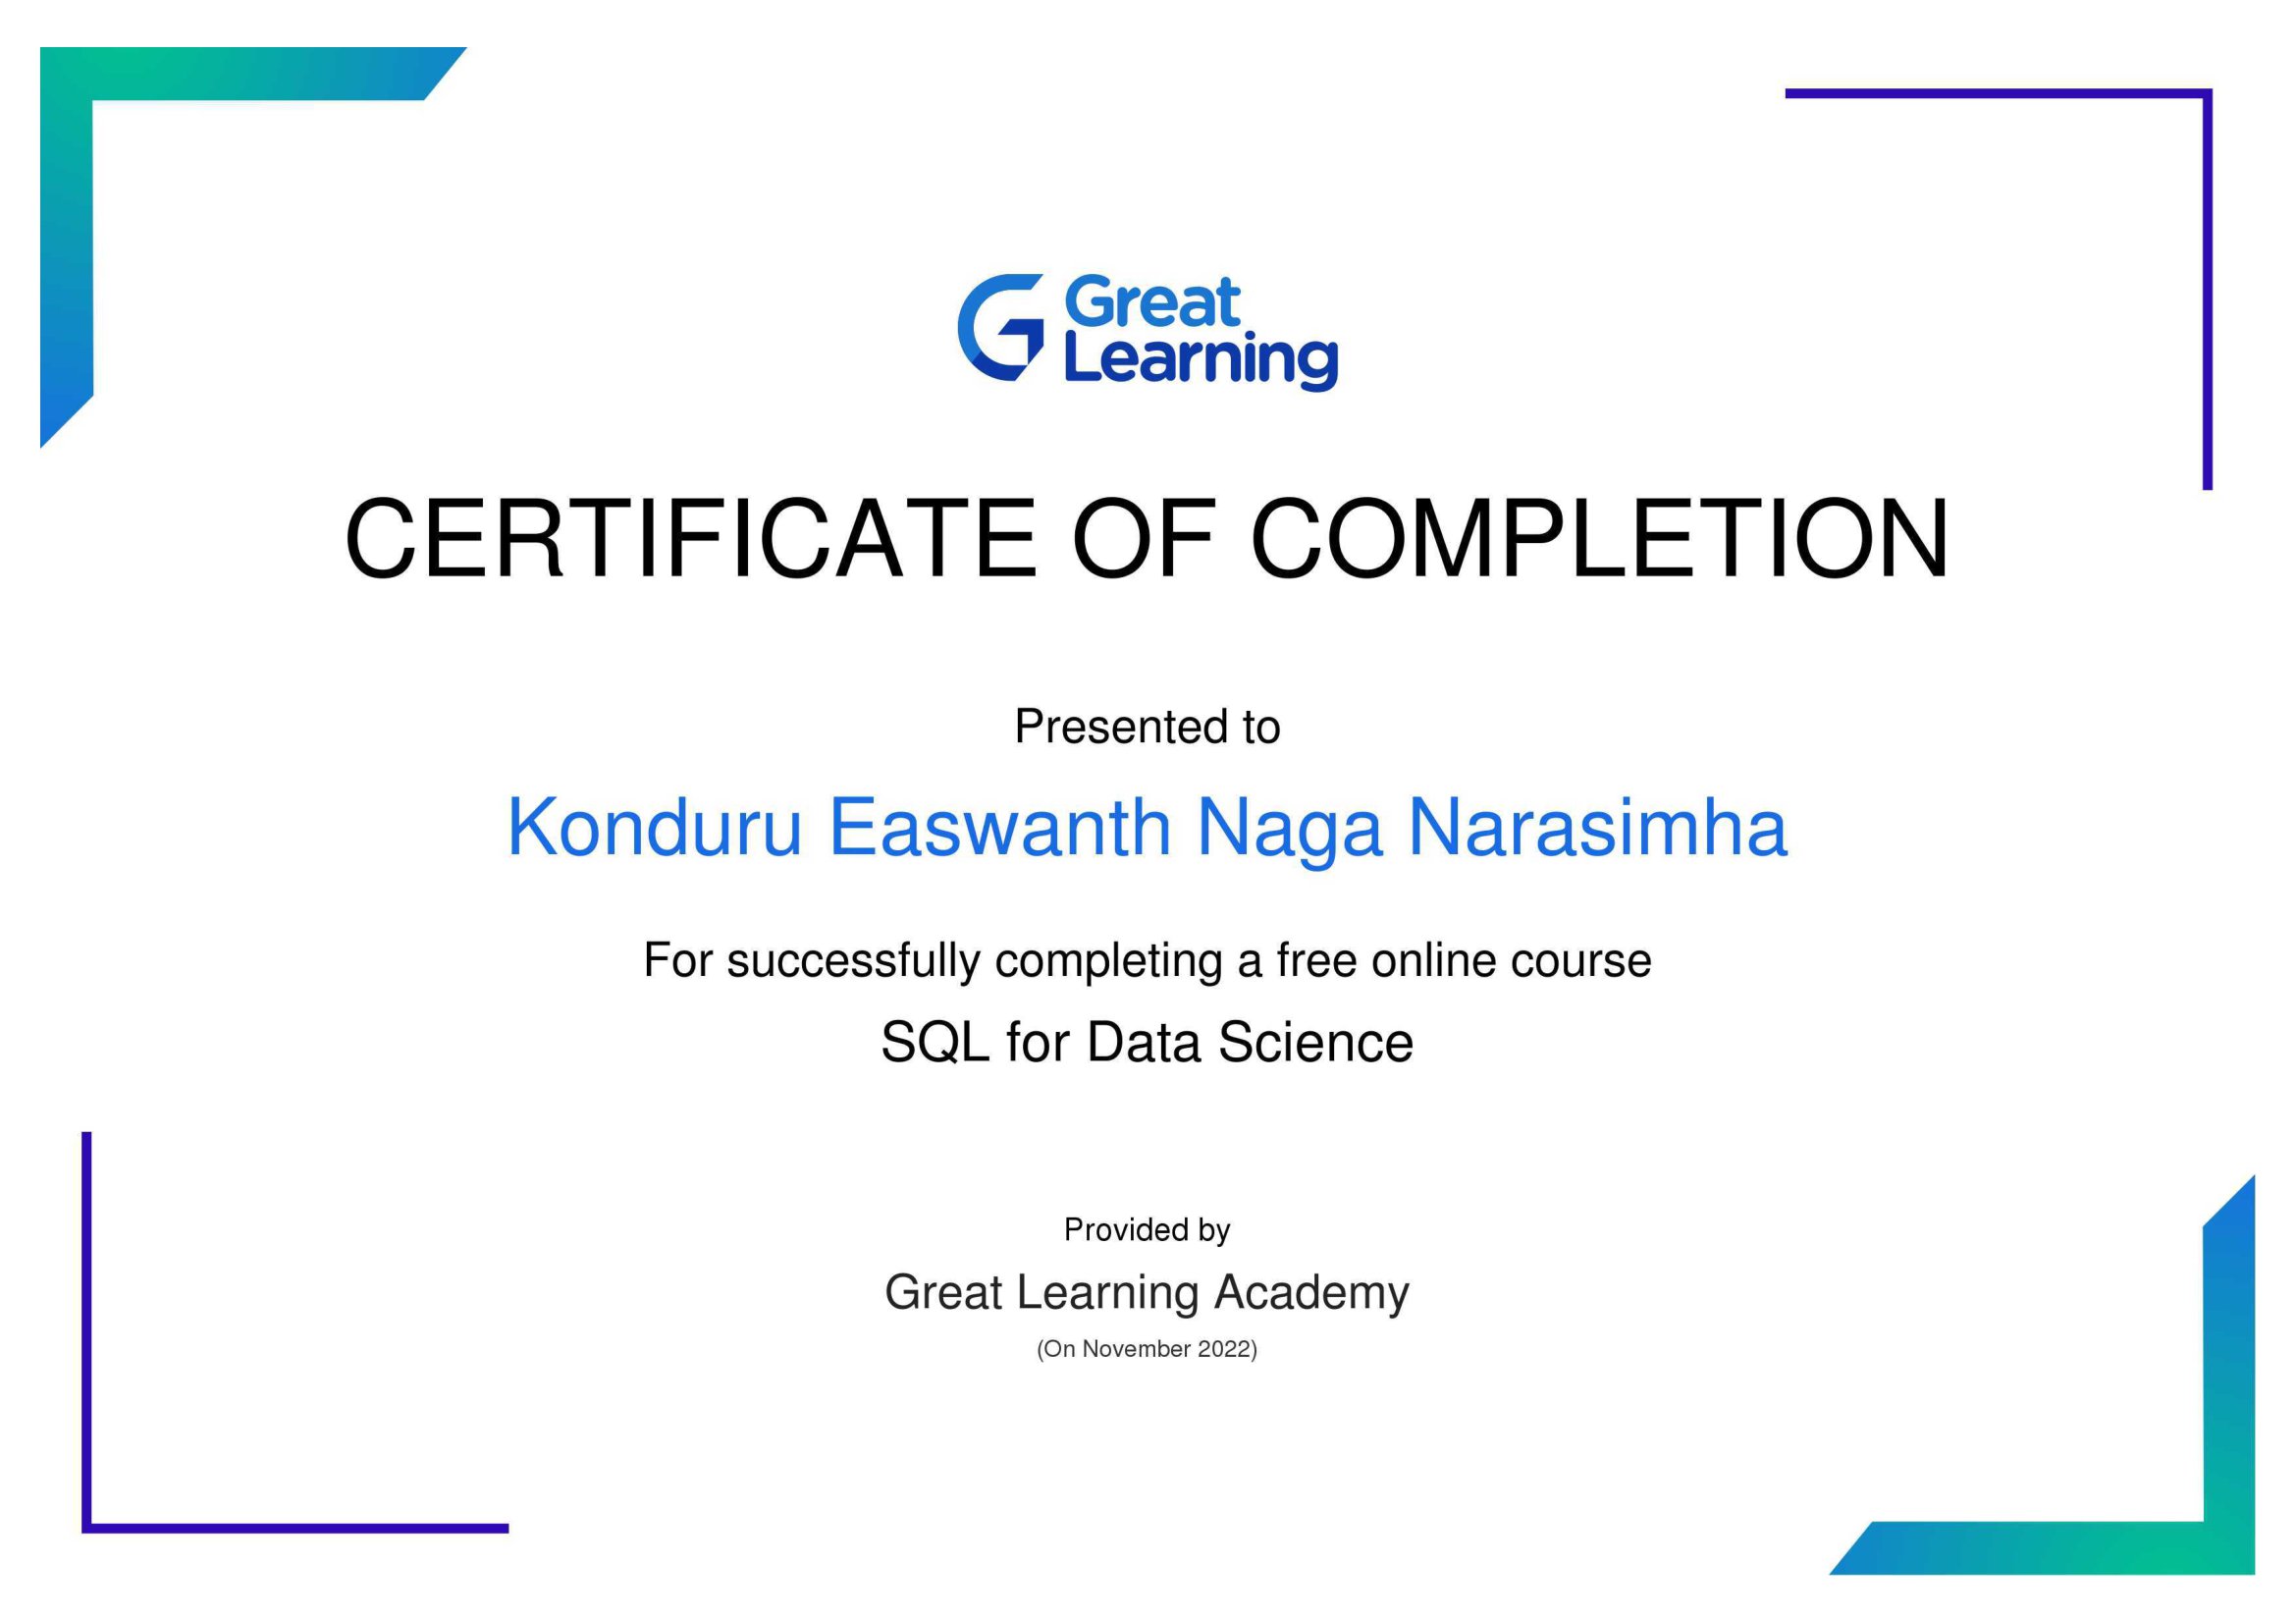 Great
Learning
CERTIFICATE OF COMPLETION
Presented to
Konduru Easwanth Naga Narasimha
For successfully completing a free online course
SQL for Data Science
Provided by
Great Learning Academy
(On November 2022)